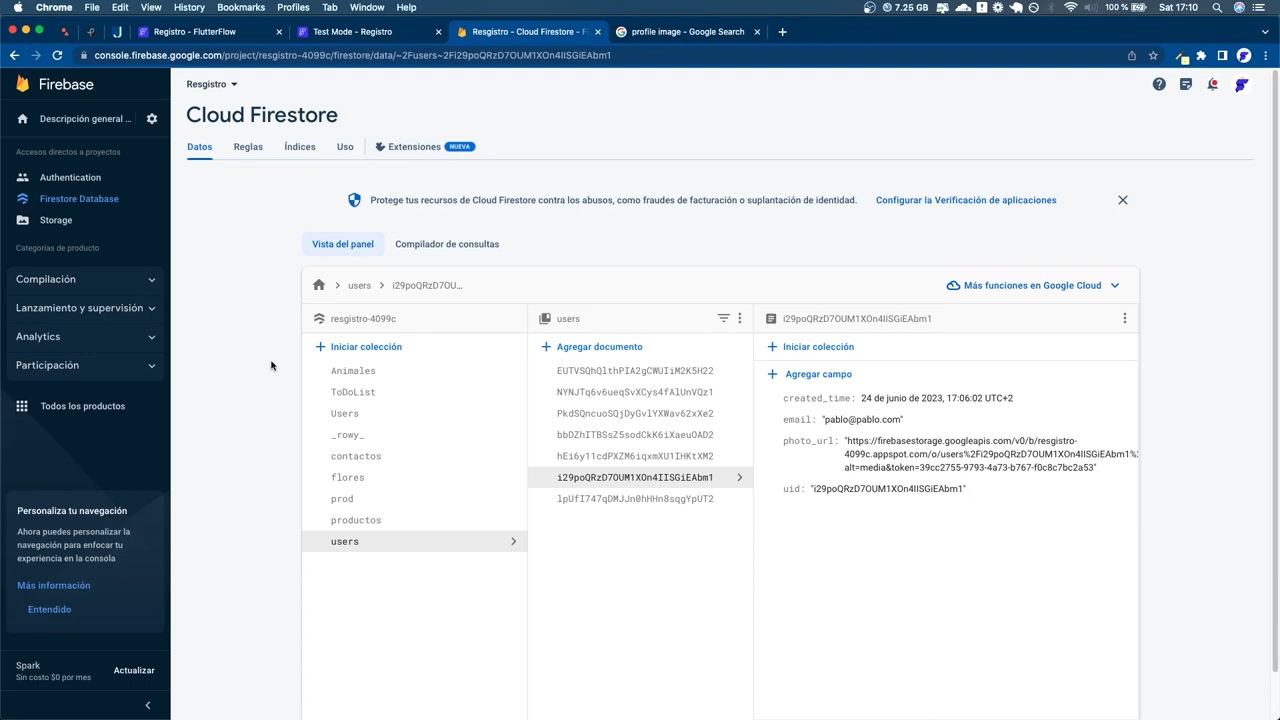 Chrome File Edit View History Bookmarks Profiles Tab Window Help 7.25 GB 100 % Sat 17:10
Registro - FlutterFlow
Test Mode - Registro
Resgistro - Cloud Firestore - F
profile image - Google Search
console.firebase.google.com/project/resgistro-4099c/firestore/data/~2Fusers~2Fi29poQRzD7OUM1XOn4IISGiEAbm1
Firebase
Descripción general ...
Accesos directos a proyectos
Authentication
Firestore Database
Storage
Categorías de producto
Compilación
Lanzamiento y supervisión
Analytics
Participación
Todos los productos
Personaliza tu navegación
Ahora puedes personalizar la
navegación para enfocar tu
experiencia en la consola
Más información
Entendido
Spark
Sin costo $0 por mes
Actualizar
Resgistro
Cloud Firestore
Datos Reglas Índices Uso Extensiones NUEVA
Protege tus recursos de Cloud Firestore contra los abusos, como fraudes de facturación o suplantación de identidad. Configurar la Verificación de aplicaciones
Vista del panel Compilador de consultas
users i29poQRzD7OU... Más funciones en Google Cloud
resgistro-4099c
Iniciar colección
Animales
ToDoList
Users
_rowy_
contactos
flores
prod
productos
users
users
Agregar documento
EUTVSQhQlthPIA2gCWUIiM2K5H22
NYNJTq6v6ueqSvXCys4fAlUnVQz1
PkdSQncuoSQjDyGvlYXWav62xXe2
bbDZhITBSsZ5sodCkK6iXaeuOAD2
hEi6y11cdPXZM6iqxmXU1IHKtXM2
i29poQRzD7OUM1XOn4IISGiEAbm1
lpUfI747qDMJJn0hHHn8sqgYpUT2
i29poQRzD7OUM1XOn4IISGiEAbm1
Iniciar colección
Agregar campo
created_time: 24 de junio de 2023, 17:06:02 UTC+2
email: "pablo@pablo.com"
photo_url: "https://firebasestorage.googleapis.com/v0/b/resgistro-
4099c.appspot.com/o/users%2Fi29poQRzD7OUM1XOn4IISGiEAbm1%
alt=media&token=39cc2755-9793-4a73-b767-f0c8c7bc2a53"
uid: "i29poQRzD7OUM1XOn4IISGiEAbm1"